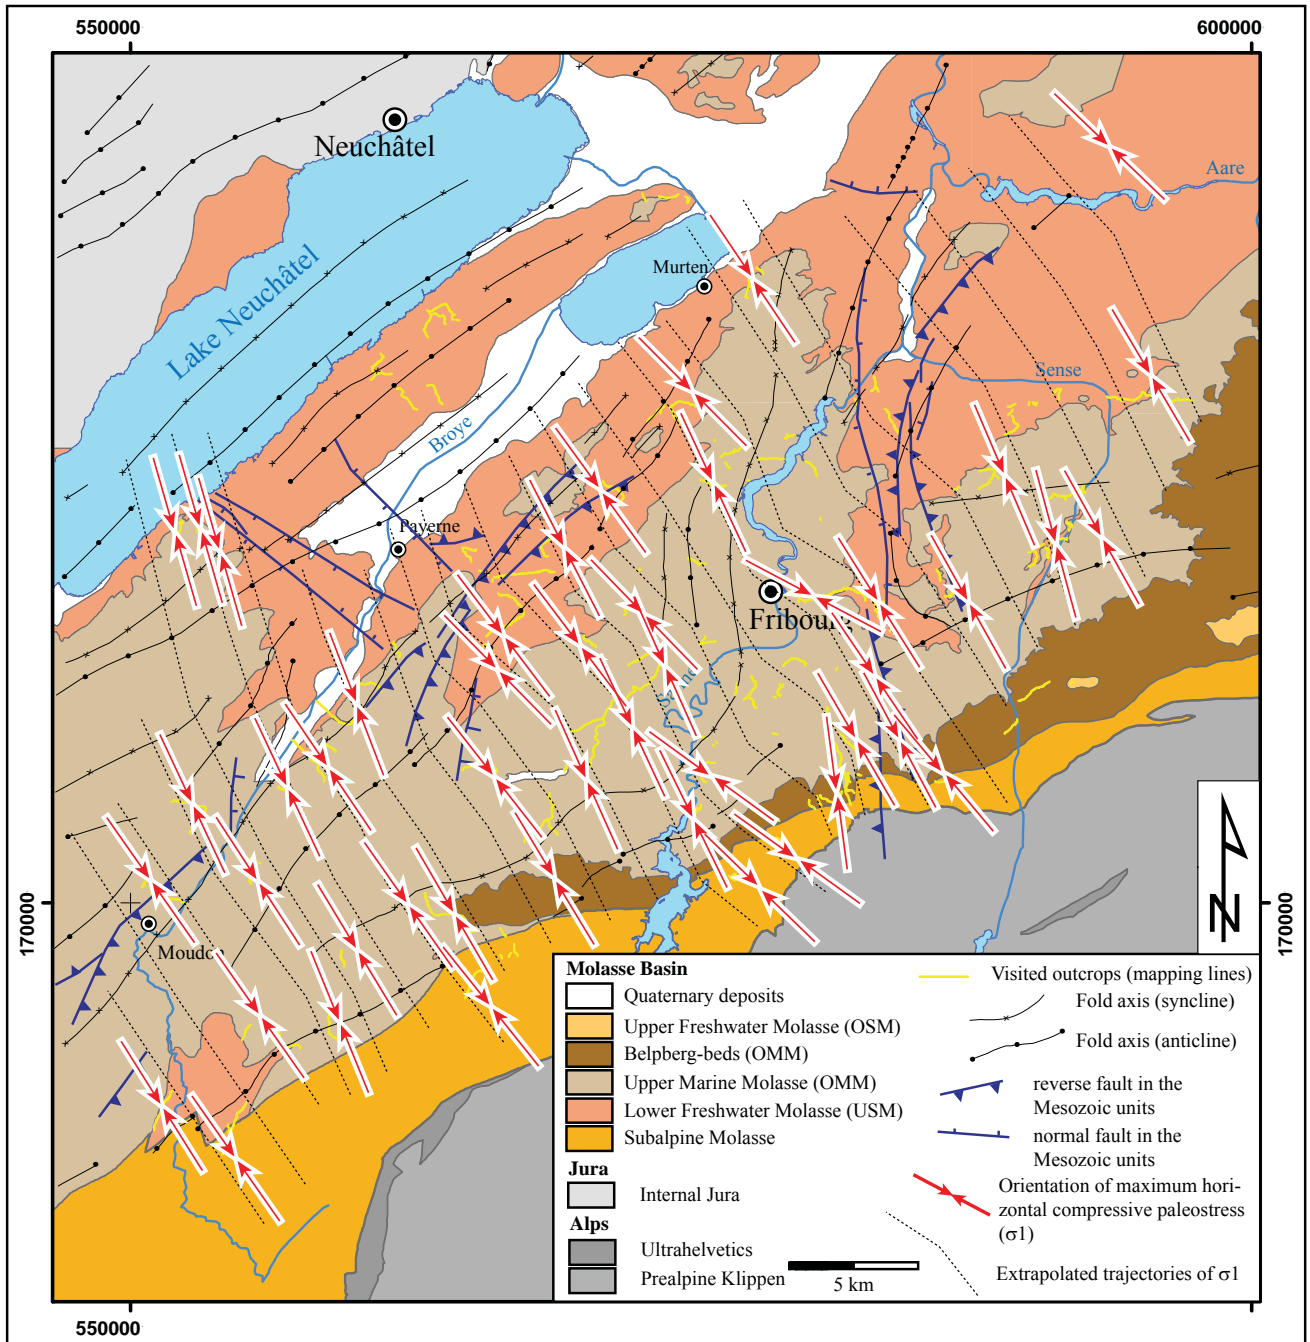 550000
600000
Neuchâtel
Aare
Lake Neuchâtel
Murten
Sense
Broye
Payerne
Fribourg
170000
170000
Moudon
N
Molasse Basin
Quaternary deposits
Upper Freshwater Molasse (OSM)
Belpberg-beds (OMM)
Upper Marine Molasse (OMM)
Lower Freshwater Molasse (USM)
Subalpine Molasse
Jura
Internal Jura
Alps
Ultrahelvetics
Prealpine Klippen
Visited outcrops (mapping lines)
Fold axis (syncline)
Fold axis (anticline)
reverse fault in the
Mesozoic units
normal fault in the
Mesozoic units
Orientation of maximum hori-
zontal compressive paleostress
(σ1)
Extrapolated trajectories of σ1
5 km
550000